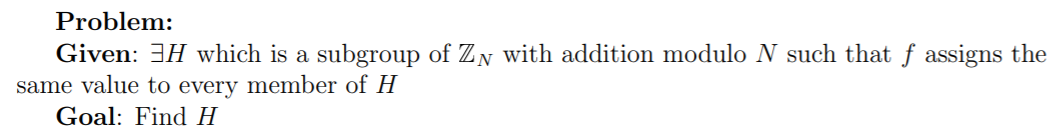 Problem:
Given: ∃H which is a subgroup of ℤ_N with addition modulo N such that f assigns the
same value to every member of H
Goal: Find H